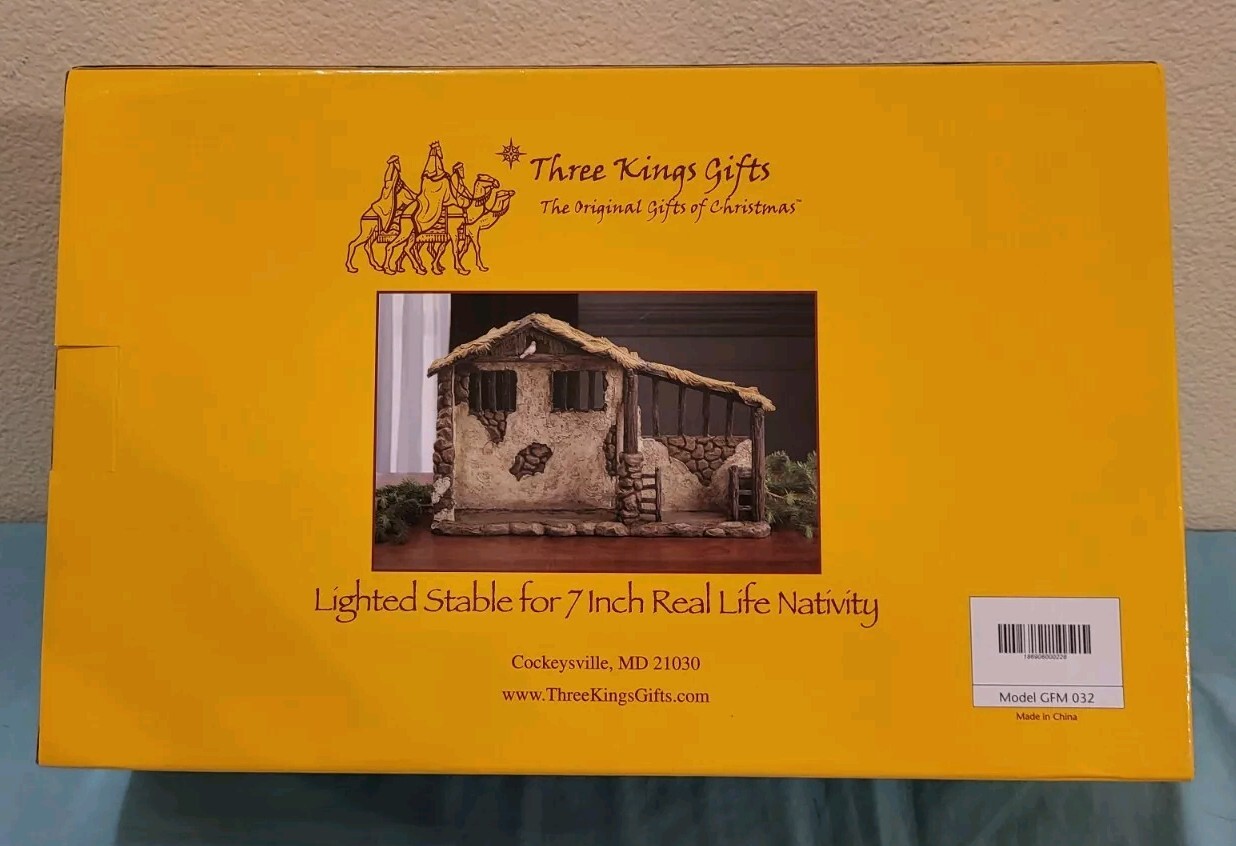 Three Kings Gifts
The Original Gifts of Christmas™
Lighted Stable for 7 Inch Real Life Nativity
Cockeysville, MD 21030
www.ThreeKingsGifts.com
Model GFM 032
Made in China